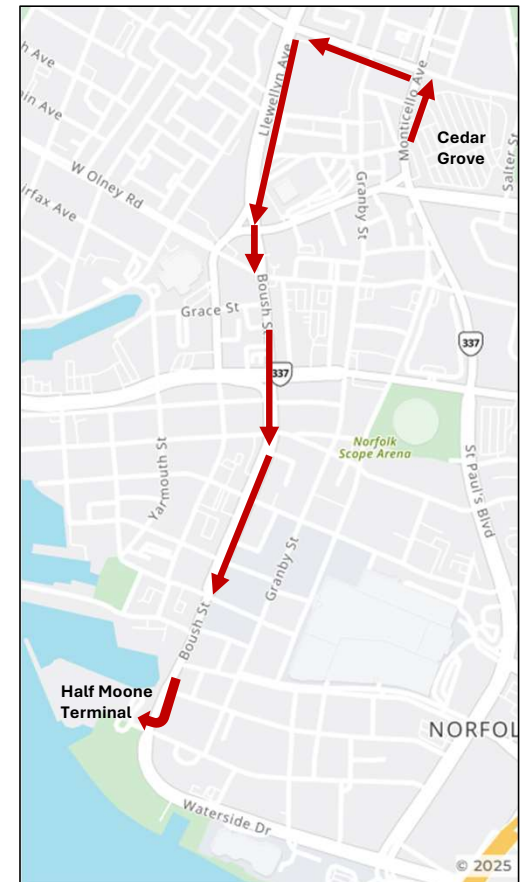 h Ave
ain Ave
Llewellyn Ave
Monticello Ave
Cedar
Grove
Salter St
W Olney Rd
irfax Ave
Granby St
Grace St
Boush St
337
337
Norfolk
Scope Arena
St Paul's Blvd
Yarmouth St
Granby St
Boush St
Half Moone
Terminal
NORFOL
Waterside Dr
© 2025